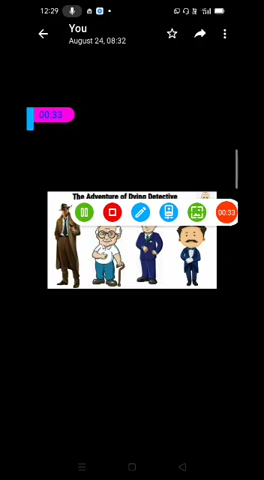 12:29
You
August 24, 08:32
00:33
The Adventure of Dying Detective
00:33